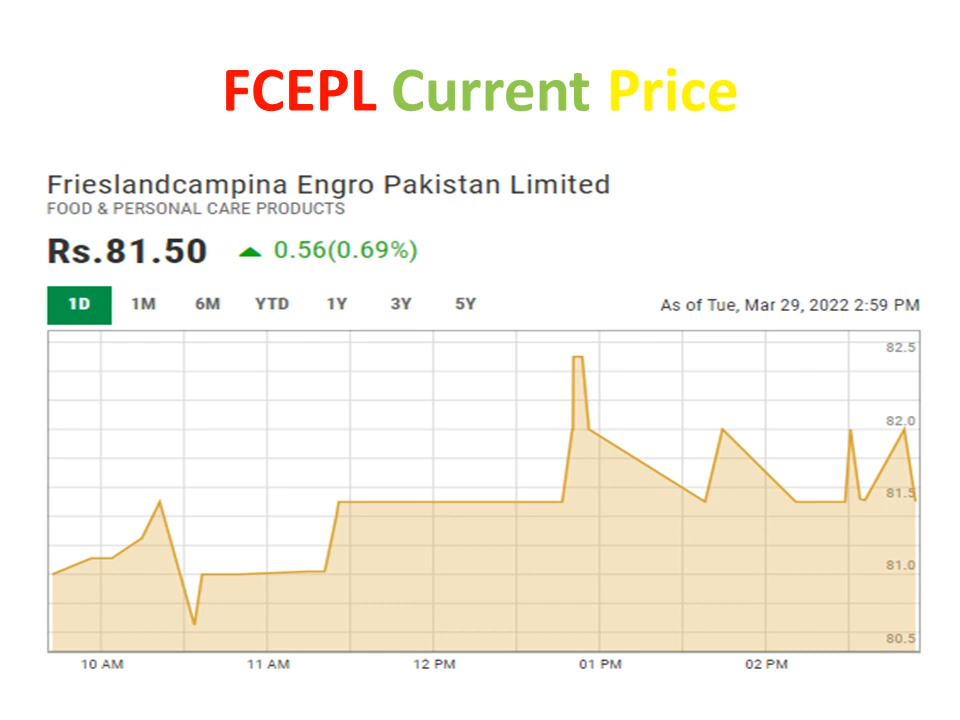 FCEPL Current Price
Frieslandcampina Engro Pakistan Limited
FOOD & PERSONAL CARE PRODUCTS
Rs.81.50 ▲ 0.56(0.69%)
1D 1M 6M YTD 1Y 3Y 5Y As of Tue, Mar 29, 2022 2:59 PM
82.5
82.0
81.5
81.0
80.5
10 AM 11 AM 12 PM 01 PM 02 PM